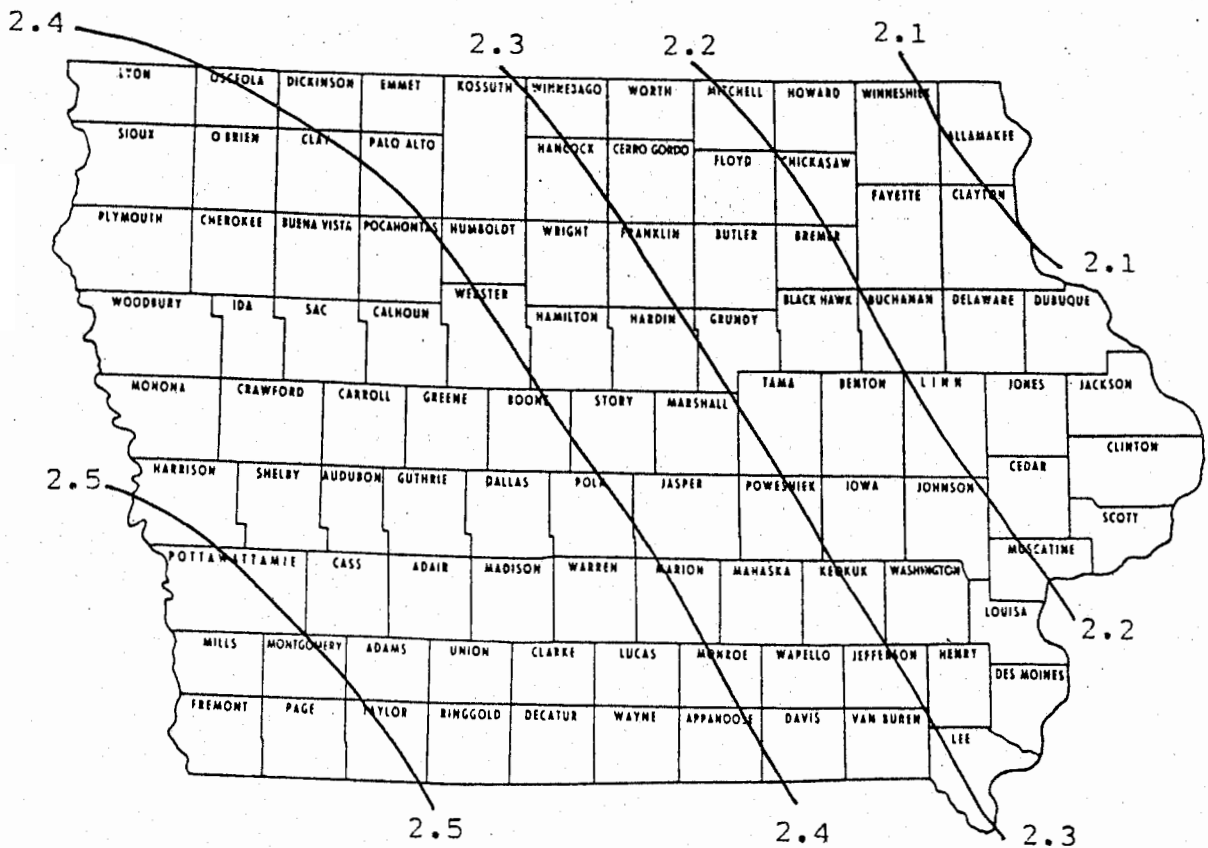 2.4
2.3
2.2
2.1
LYON
OSCEOLA
DICKINSON
EMMET
KOSSUTH
WINNEBAGO
WORTH
MITCHELL
HOWARD
WINNESHIEK
ALLAMAKEE
SIOUX
O BRIEN
CLAY
PALO ALTO
HANCOCK
CERRO GORDO
FLOYD
CHICKASAW
FAYETTE
CLAYTON
PLYMOUTH
CHEROKEE
BUENA VISTA
POCAHONTAS
HUMBOLDT
WRIGHT
FRANKLIN
BUTLER
BREMER
2.1
WOODBURY
IDA
SAC
CALHOUN
WEBSTER
HAMILTON
HARDIN
GRUNDY
BLACK HAWK
BUCHANAN
DELAWARE
DUBUQUE
MONONA
CRAWFORD
CARROLL
GREENE
BOONE
STORY
MARSHALL
TAMA
BENTON
LINN
JONES
JACKSON
CLINTON
HARRISON
SHELBY
AUDUBON
GUTHRIE
DALLAS
POLK
JASPER
POWESHIEK
IOWA
JOHNSON
CEDAR
SCOTT
2.5
POTTAWATTAMIE
CASS
ADAIR
MADISON
WARREN
MARION
MAHASKA
KEOKUK
WASHINGTON
MUSCATINE
LOUISA
2.2
MILLS
MONTGOMERY
ADAMS
UNION
CLARKE
LUCAS
MONROE
WAPELLO
JEFFERSON
HENRY
DES MOINES
FREMONT
PAGE
TAYLOR
RINGGOLD
DECATUR
WAYNE
APPANOOSE
DAVIS
VAN BUREN
LEE
2.5
2.4
2.3